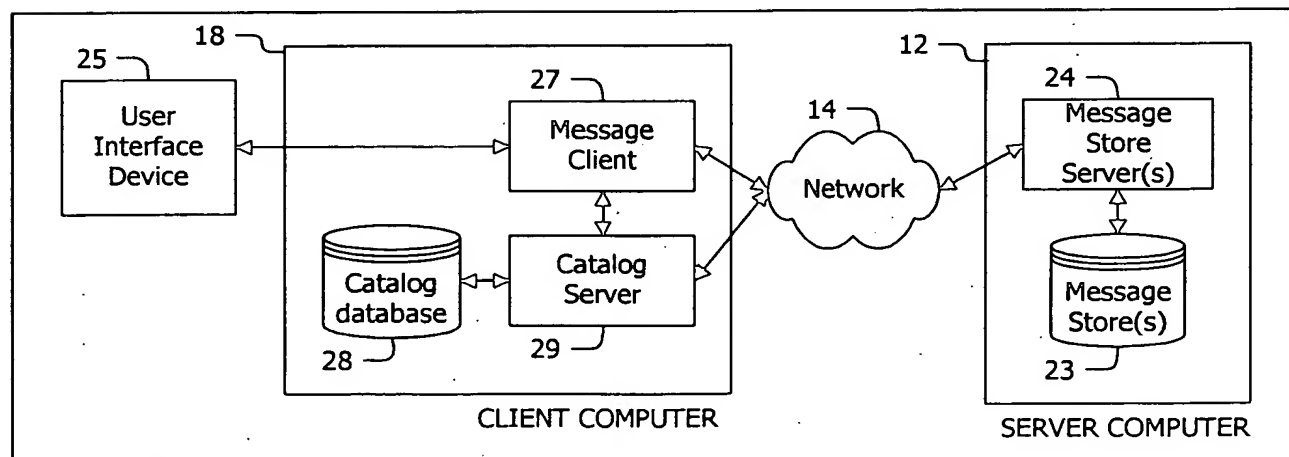 25
User
Interface
Device
18
27
Message
Client
Catalog
database
28
Catalog
Server
29
CLIENT COMPUTER
14
Network
12
24
Message
Store
Server(s)
Message
Store(s)
23
SERVER COMPUTER